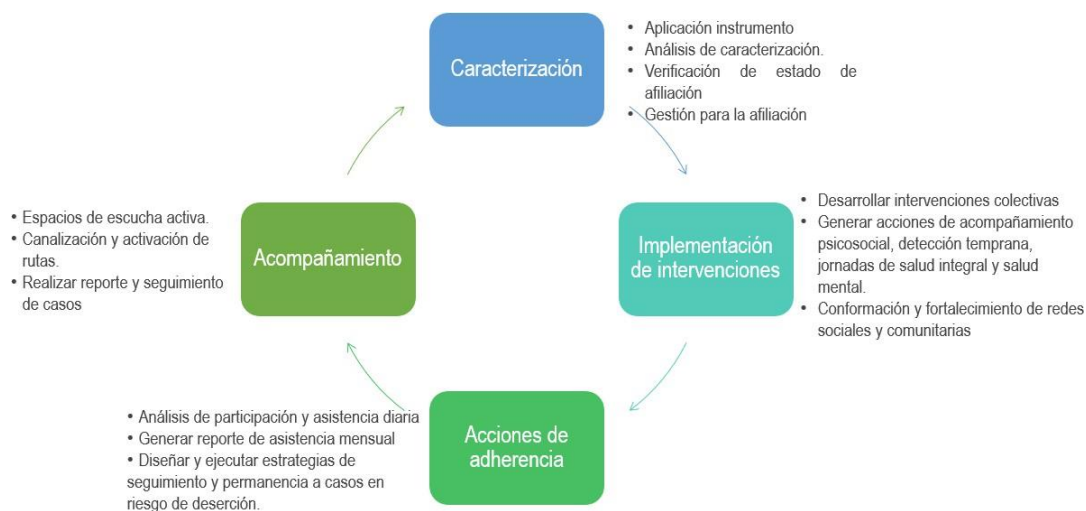 Caracterización
• Aplicación instrumento
• Análisis de caracterización.
• Verificación de estado de
afiliación
• Gestión para la afiliación
Implementación
de intervenciones
• Desarrollar intervenciones colectivas
• Generar acciones de acompañamiento
psicosocial, detección temprana,
jornadas de salud integral y salud
mental.
• Conformación y fortalecimiento de redes
sociales y comunitarias
Acciones de
adherencia
• Análisis de participación y asistencia diaria
• Generar reporte de asistencia mensual
• Diseñar y ejecutar estrategias de
seguimiento y permanencia a casos en
riesgo de deserción.
Acompañamiento
• Espacios de escucha activa.
• Canalización y activación de
rutas.
• Realizar reporte y seguimiento
de casos